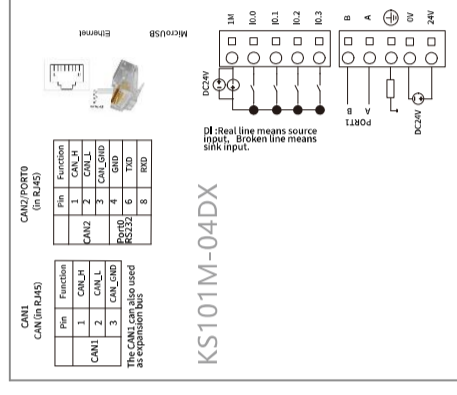 CAN1
CAN (in RJ45)
Pin Function
CAN1
1 CAN_H
2 CAN_L
3 CAN_GND
The CAN1 can also used
as expansion bus
CAN2/PORT0
(in RJ45)
Pin Function
CAN2
1 CAN_H
2 CAN_L
3 CAN_GND
Port0
RS232
4 GND
6 TXD
8 RXD
Ethernet
MicroUSB
KS101M-04DX
DC24V
1M
I0.0
I0.1
I0.2
I0.3
DI :Real line means source
input, Broken line means
sink input.
B
A
0V
24V
B
A
PORT1
DC24V